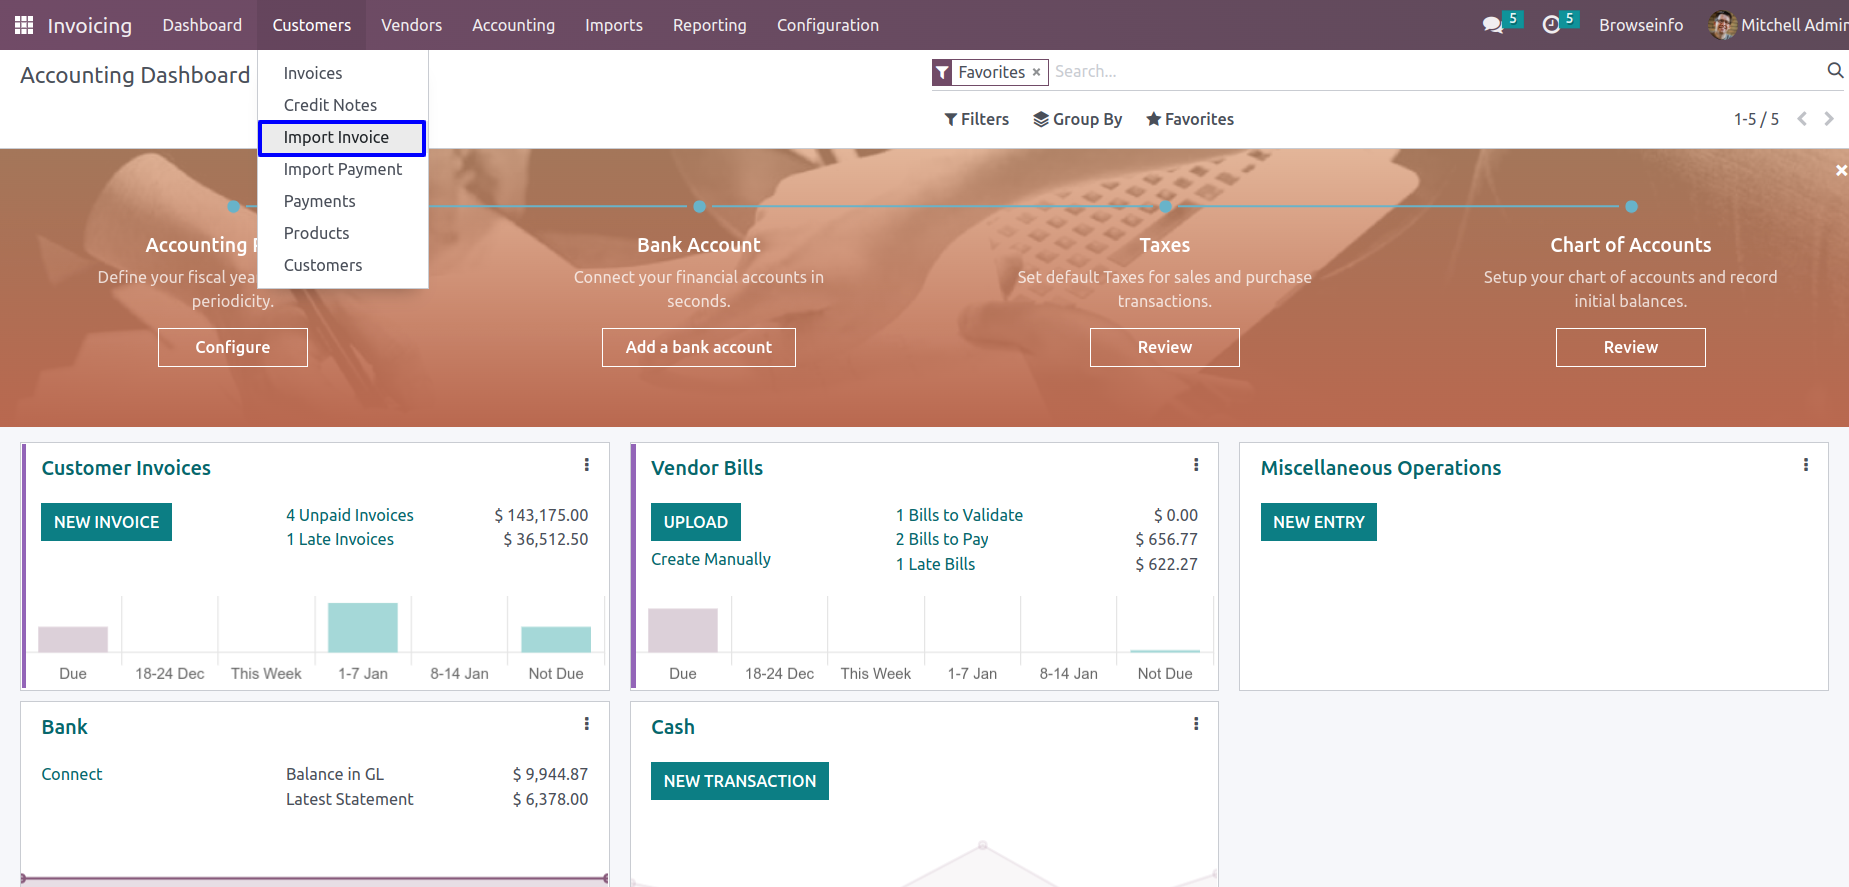 Invoicing Dashboard Customers Vendors Accounting Imports Reporting Configuration 5 5 Browseinfo Mitchell Admin
Accounting Dashboard
Favorites × Search...
Filters Group By Favorites 1-5 / 5
Invoices
Credit Notes
Import Invoice
Import Payment
Payments
Products
Customers
Accounting
Define your fiscal year
periodicity.
Configure
Bank Account
Connect your financial accounts in
seconds.
Add a bank account
Taxes
Set default Taxes for sales and purchase
transactions.
Review
Chart of Accounts
Setup your chart of accounts and record
initial balances.
Review
Customer Invoices
NEW INVOICE
4 Unpaid Invoices $ 143,175.00
1 Late Invoices $ 36,512.50
Due 18-24 Dec This Week 1-7 Jan 8-14 Jan Not Due
Vendor Bills
UPLOAD
Create Manually
1 Bills to Validate $ 0.00
2 Bills to Pay $ 656.77
1 Late Bills $ 622.27
Due 18-24 Dec This Week 1-7 Jan 8-14 Jan Not Due
Miscellaneous Operations
NEW ENTRY
Bank
Connect
Balance in GL $ 9,944.87
Latest Statement $ 6,378.00
Cash
NEW TRANSACTION